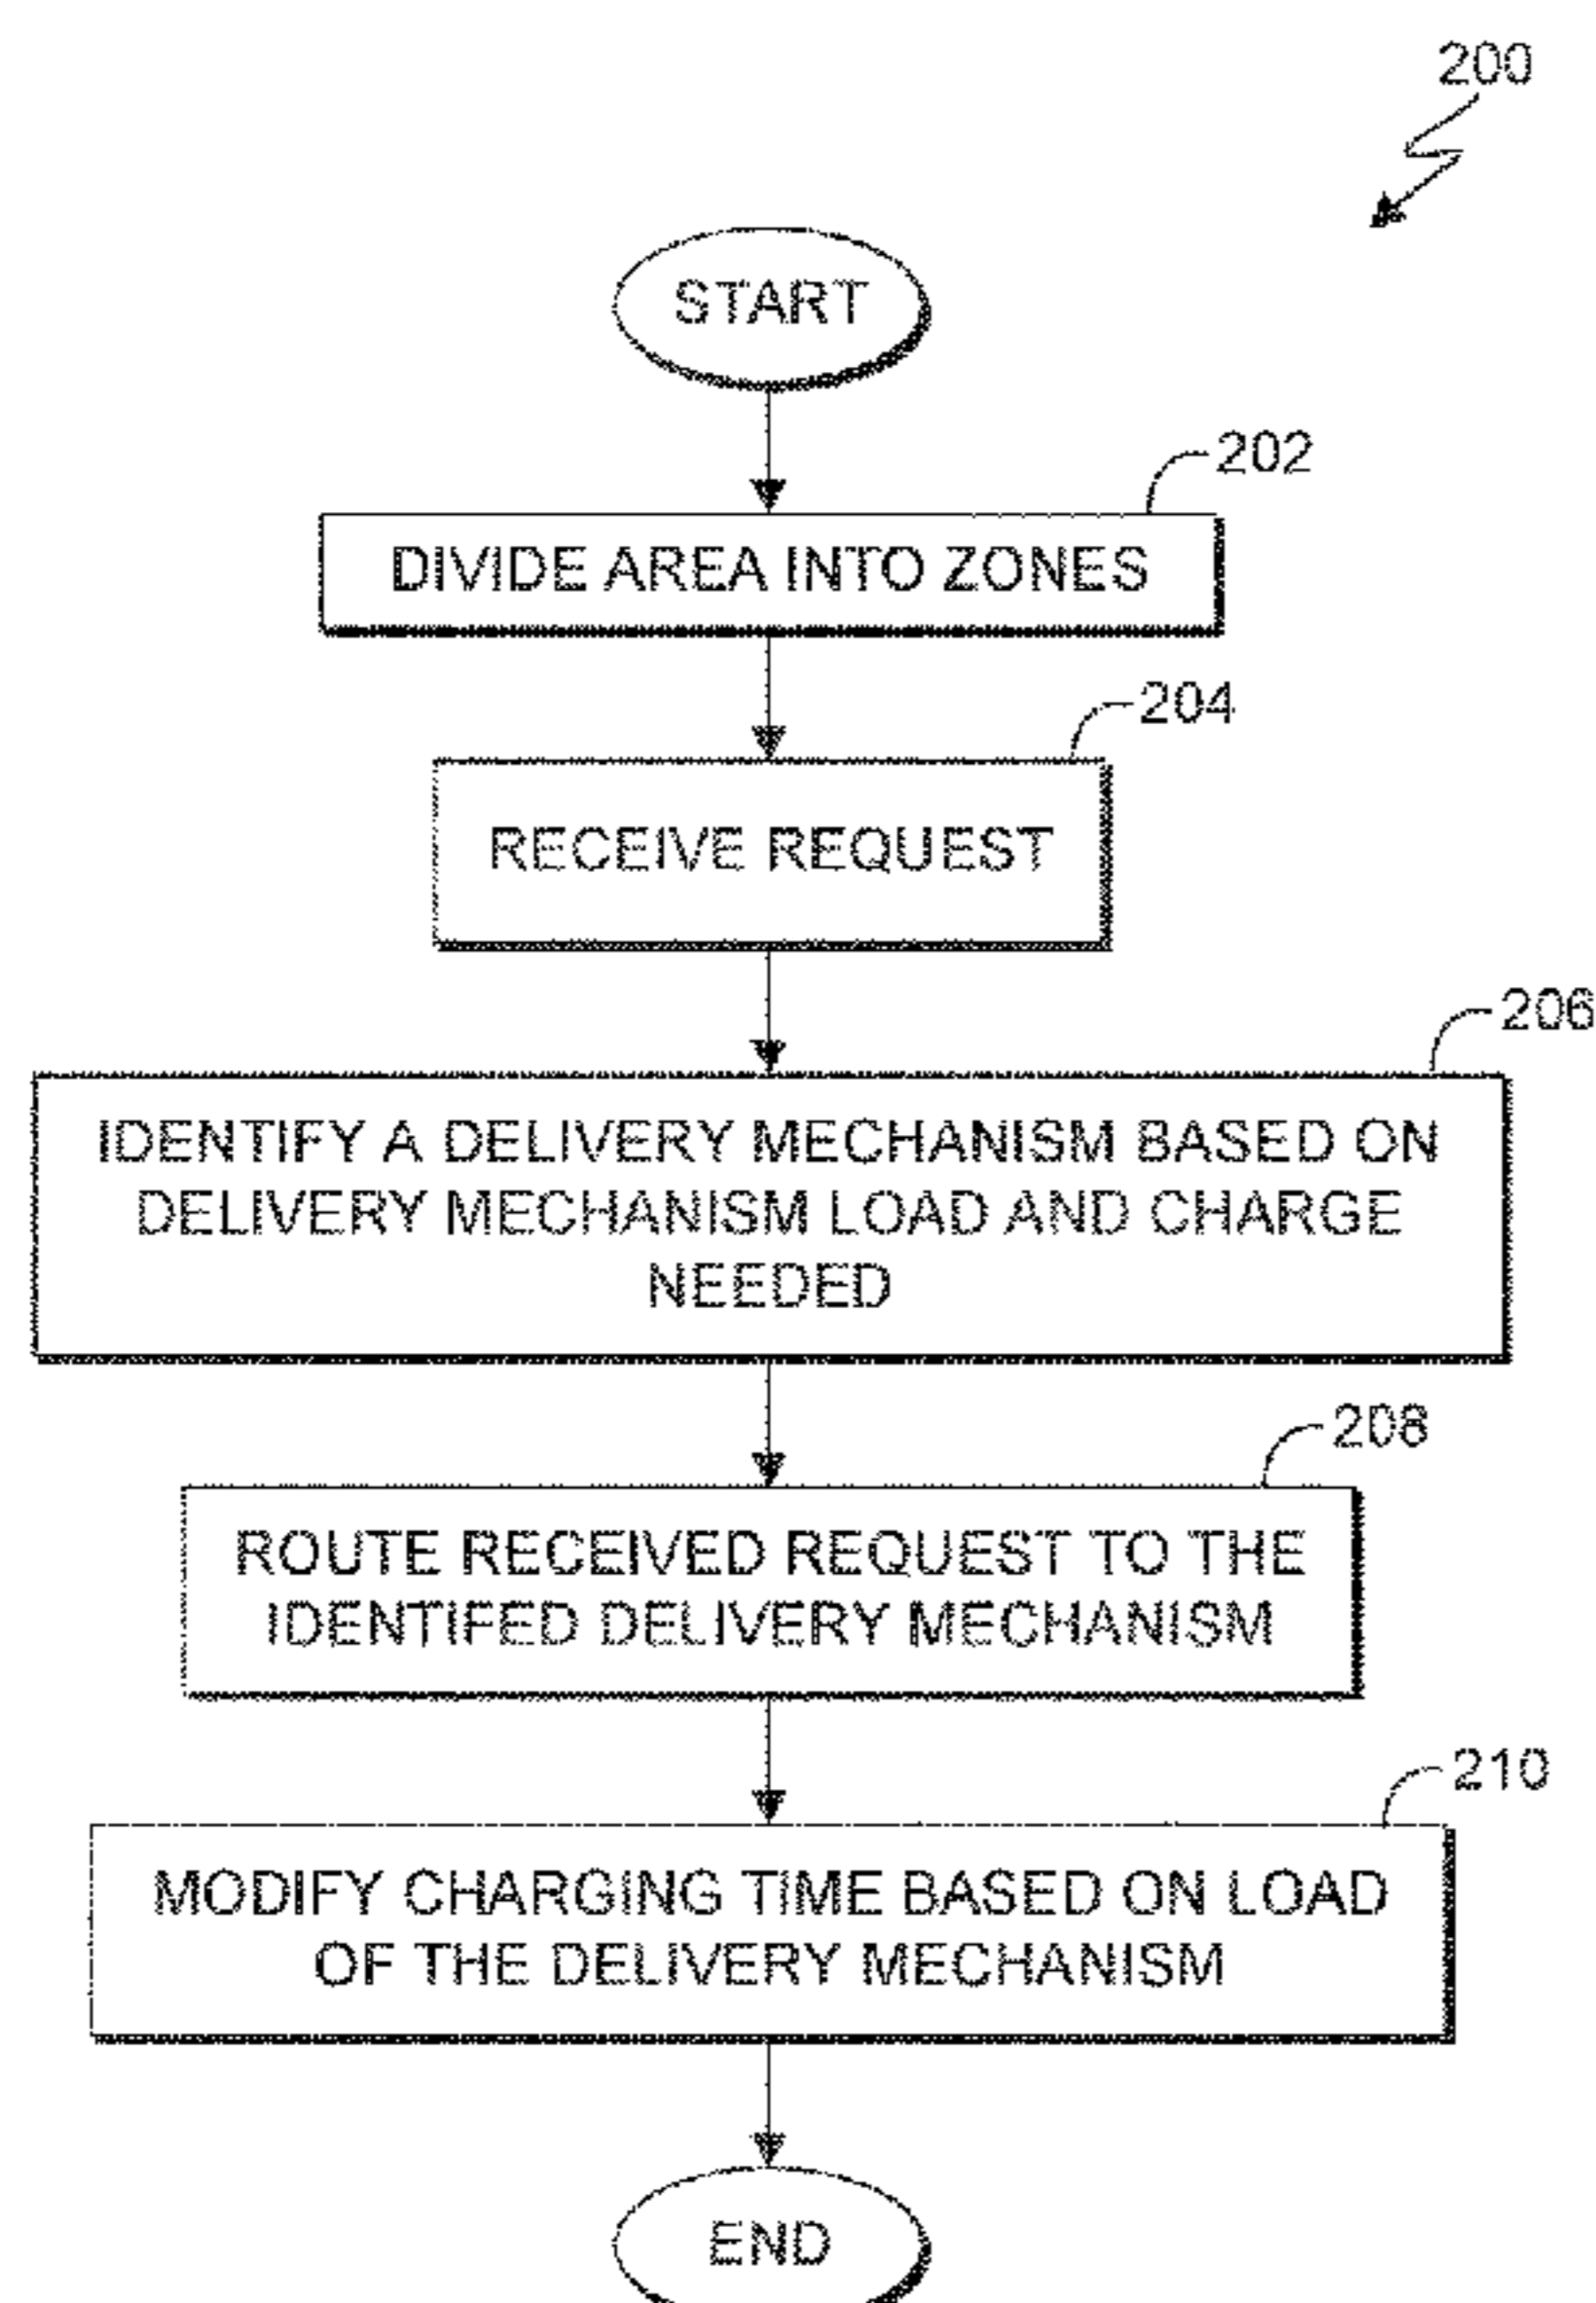 200
START
202
DIVIDE AREA INTO ZONES
204
RECEIVE REQUEST
206
IDENTIFY A DELIVERY MECHANISM BASED ON
DELIVERY MECHANISM LOAD AND CHARGE
NEEDED
208
ROUTE RECEIVED REQUEST TO THE
IDENTIFED DELIVERY MECHANISM
210
MODIFY CHARGING TIME BASED ON LOAD
OF THE DELIVERY MECHANISM
END